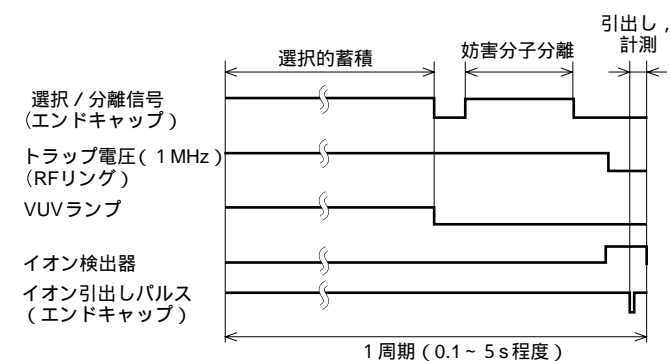 引出し,
計測
選択的蓄積
妨害分子分離
選択 / 分離信号
(エンドキャップ)
トラップ電圧( 1 MHz )
(RFリング)
VUVランプ
イオン検出器
イオン引出しパルス
(エンドキャップ)
1 周期 ( 0.1 ~ 5 s 程度 )